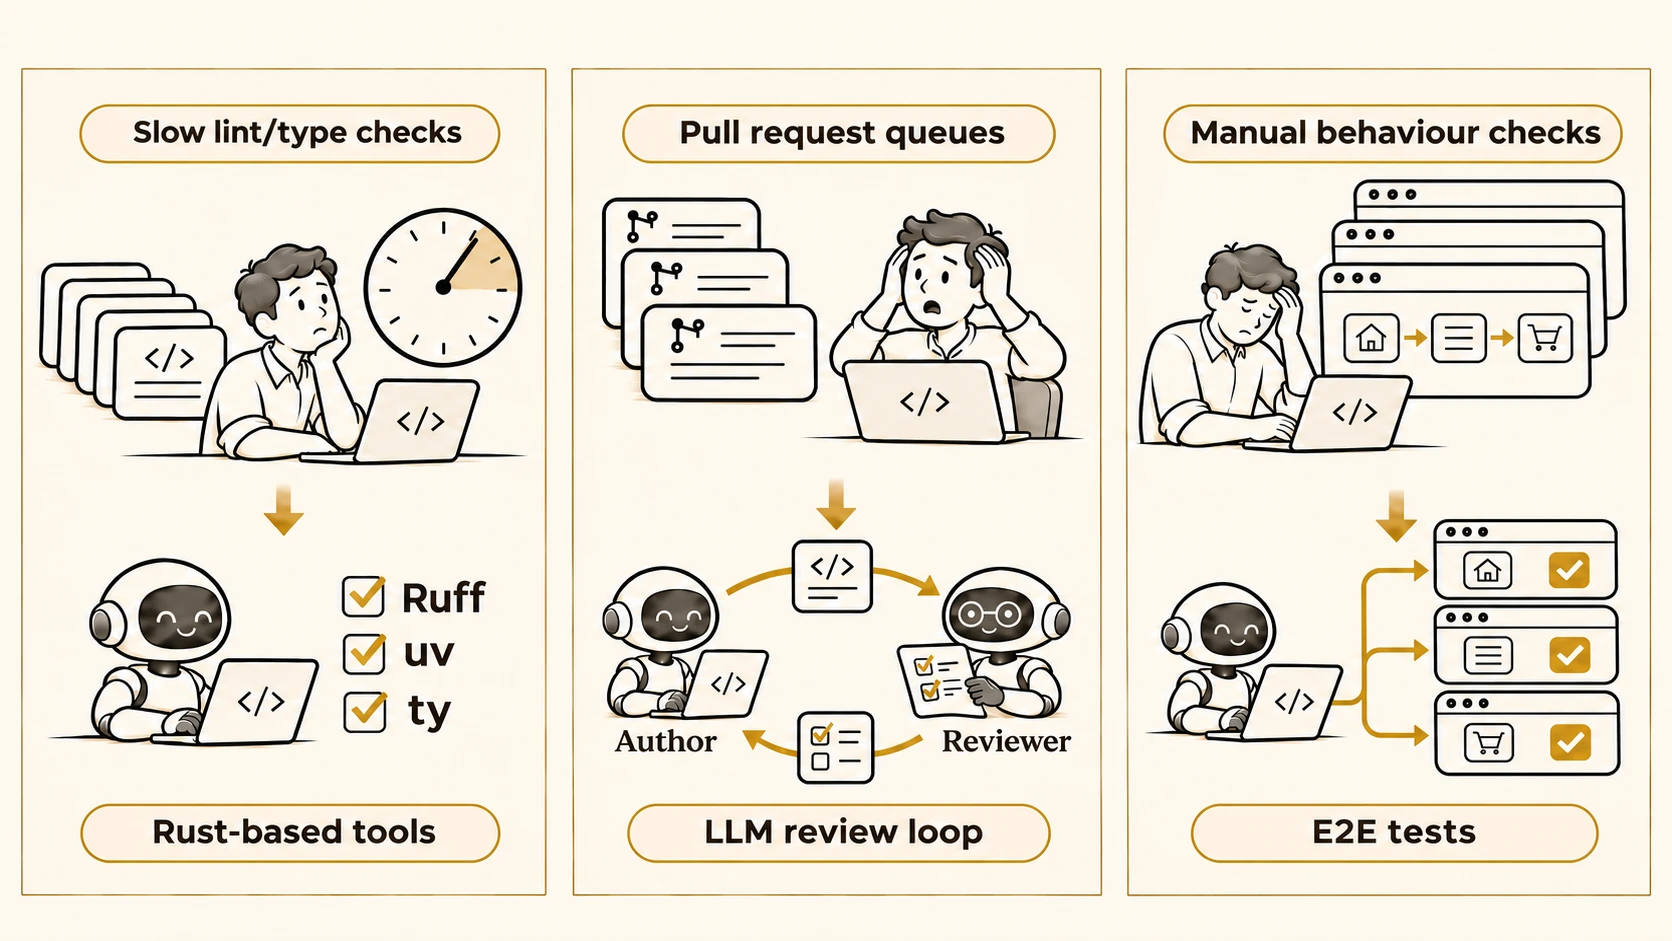 Slow lint/type checks
</>
</>
Ruff
uv
ty
</>
Rust-based tools
Pull request queues
</>
</>
</>
Author
Reviewer
LLM review loop
Manual behaviour checks
</>
</>
E2E tests